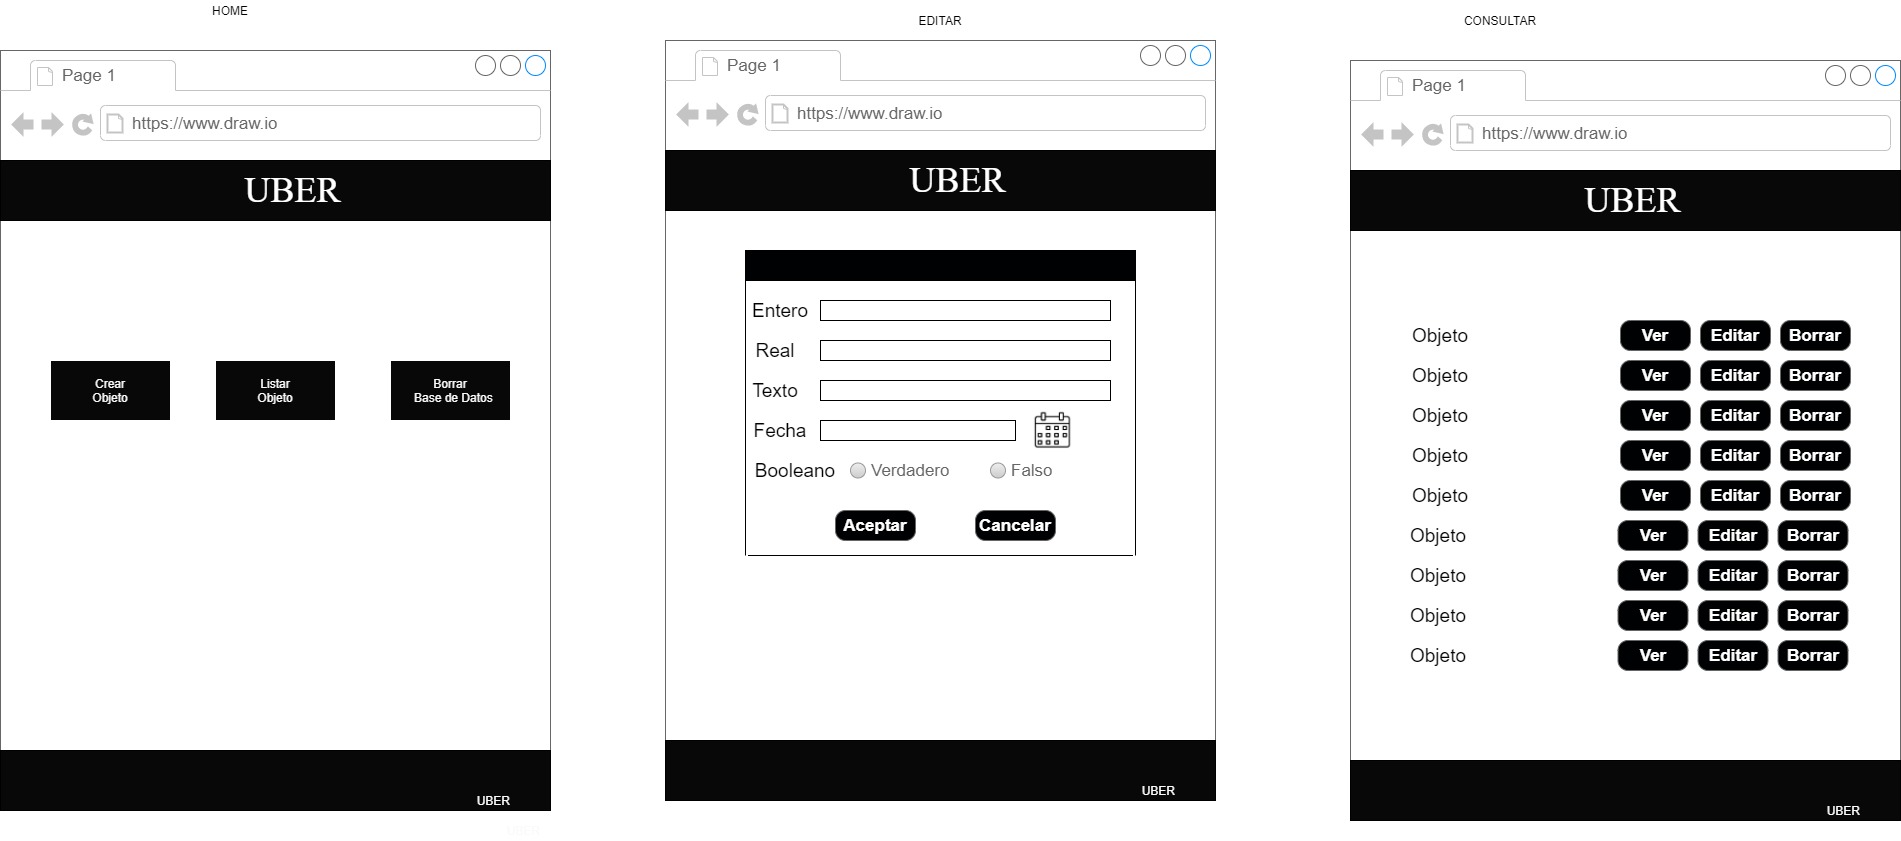 HOME
Page 1
https://www.draw.io
UBER
Crear
Objeto
Listar
Objeto
Borrar
Base de Datos
UBER
EDITAR
Page 1
https://www.draw.io
UBER
Entero
Real
Texto
Fecha
Booleano Verdadero Falso
Aceptar Cancelar
UBER
CONSULTAR
Page 1
https://www.draw.io
UBER
Objeto Ver Editar Borrar
Objeto Ver Editar Borrar
Objeto Ver Editar Borrar
Objeto Ver Editar Borrar
Objeto Ver Editar Borrar
Objeto Ver Editar Borrar
Objeto Ver Editar Borrar
Objeto Ver Editar Borrar
Objeto Ver Editar Borrar
UBER